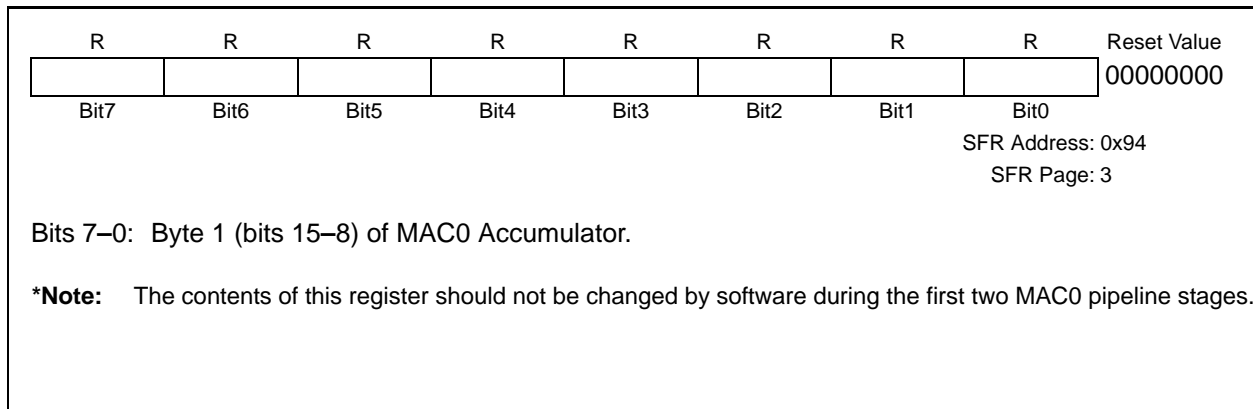 R R R R R R R R Reset Value
00000000
Bit7 Bit6 Bit5 Bit4 Bit3 Bit2 Bit1 Bit0
SFR Address: 0x94
SFR Page: 3
Bits 7–0: Byte 1 (bits 15–8) of MAC0 Accumulator.
*Note: The contents of this register should not be changed by software during the first two MAC0 pipeline stages.